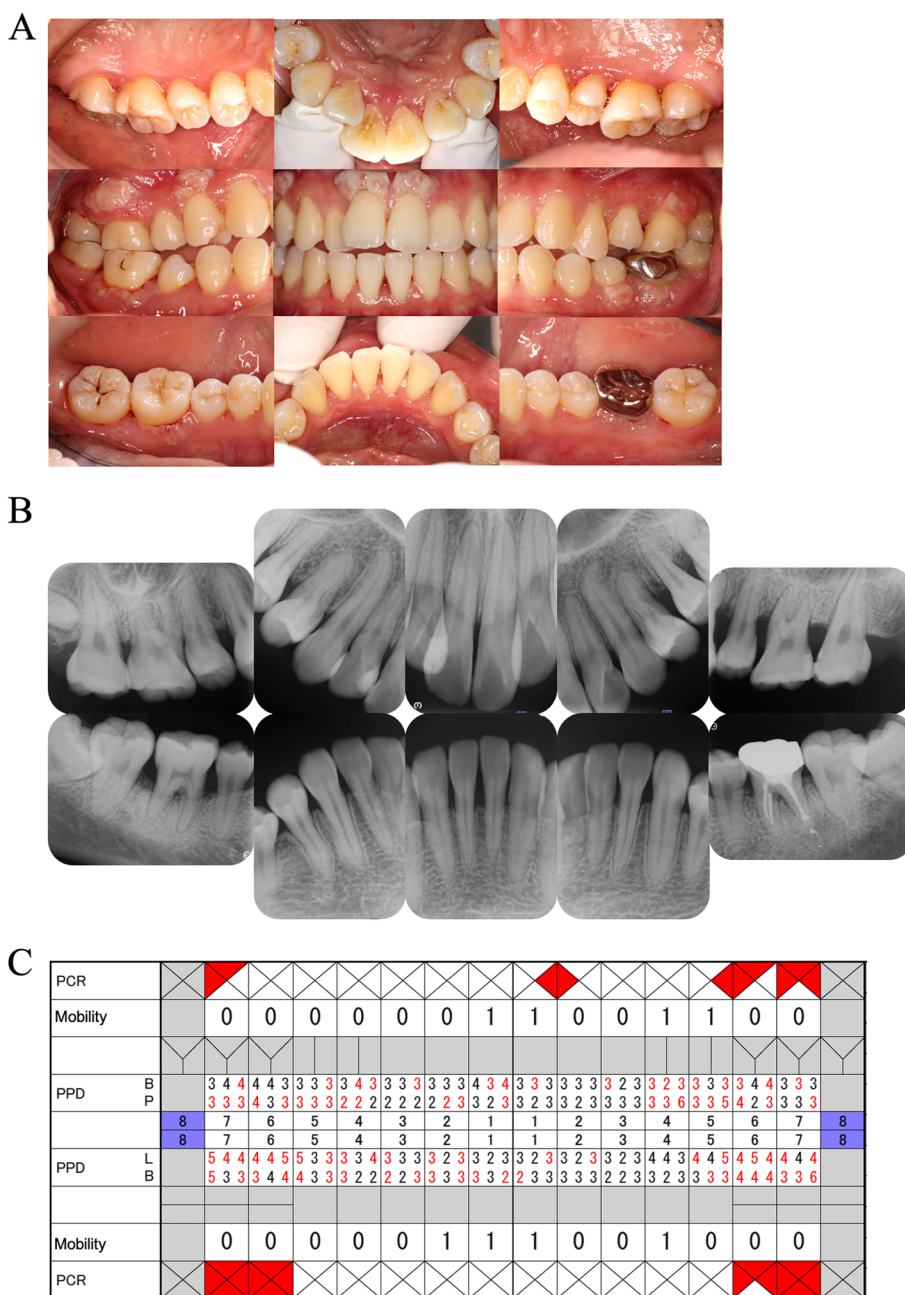 A
B
C
PCR
Mobility 0 0 0 0 0 0 1 1 0 0 1 1 0 0
PPD B 3 4 4 4 4 3 3 3 3 3 4 3 3 3 3 3 3 3 4 3 4 3 3 3 3 3 3 3 2 3 3 2 3 3 3 3 3 4 4 3 3 3
P 3 3 3 4 3 3 3 3 3 2 2 2 2 2 2 2 2 3 3 2 3 3 2 3 3 3 3 3 3 3 3 3 6 3 3 5 4 2 3 3 3 3
8 7 6 5 4 3 2 1 1 2 3 4 5 6 7 8
8 7 6 5 4 3 2 1 1 2 3 4 5 6 7 8
PPD L 5 4 4 4 4 5 5 3 3 3 3 4 3 3 3 3 2 3 3 2 3 3 2 3 3 2 3 3 2 3 4 4 3 4 4 5 4 5 4 4 4 4
B 5 3 3 3 4 4 4 3 3 3 2 2 2 2 3 3 3 3 3 3 2 2 3 3 3 3 3 3 2 3 3 2 3 3 3 3 4 4 4 3 3 6
Mobility 0 0 0 0 0 1 1 1 0 0 1 0 0 0
PCR